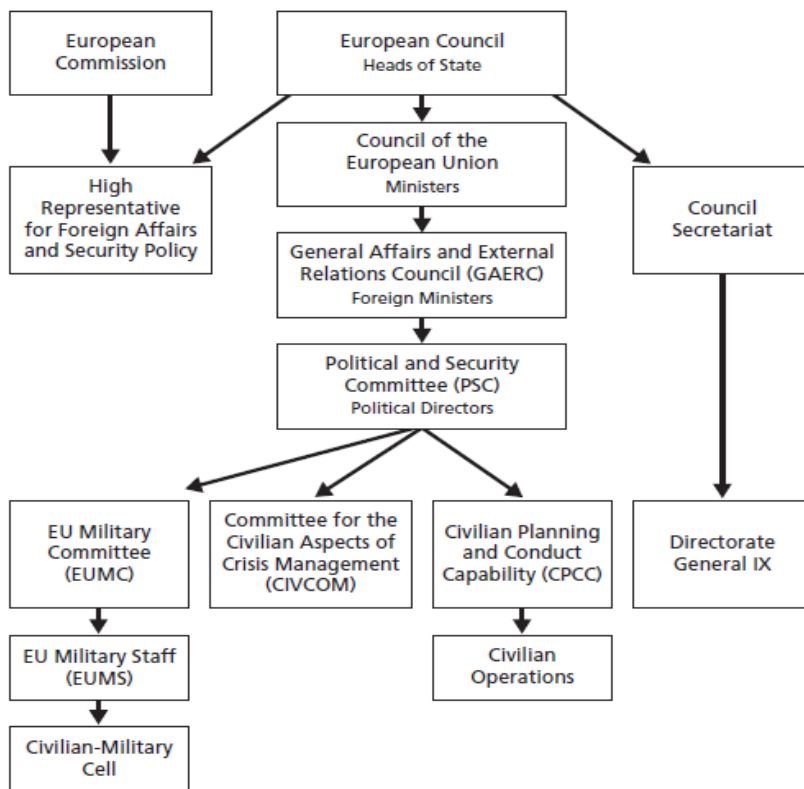 European
Commission
European Council
Heads of State
Council of the
European Union
Ministers
High
Representative
for Foreign Affairs
and Security Policy
Council
Secretariat
General Affairs and External
Relations Council (GAERC)
Foreign Ministers
Political and Security
Committee (PSC)
Political Directors
EU Military
Committee
(EUMC)
Committee for the
Civilian Aspects of
Crisis Management
(CIVCOM)
Civilian Planning
and Conduct
Capability (CPCC)
Directorate
General IX
EU Military Staff
(EUMS)
Civilian
Operations
Civilian-Military
Cell